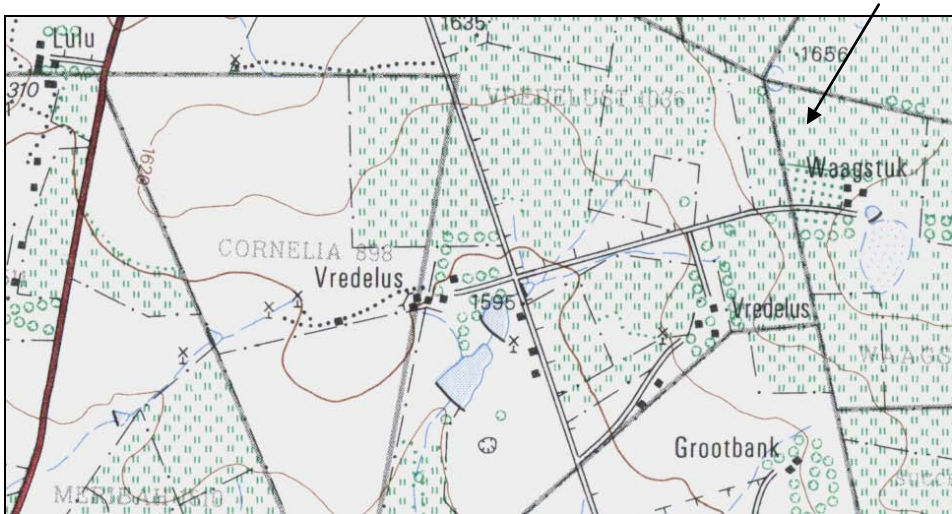 1635
Lulu
1656
310
VREDELUST 1036
1620
Waagstuk
CORNELIA 898
Vredelus
1595
Vredelus
Grootbank